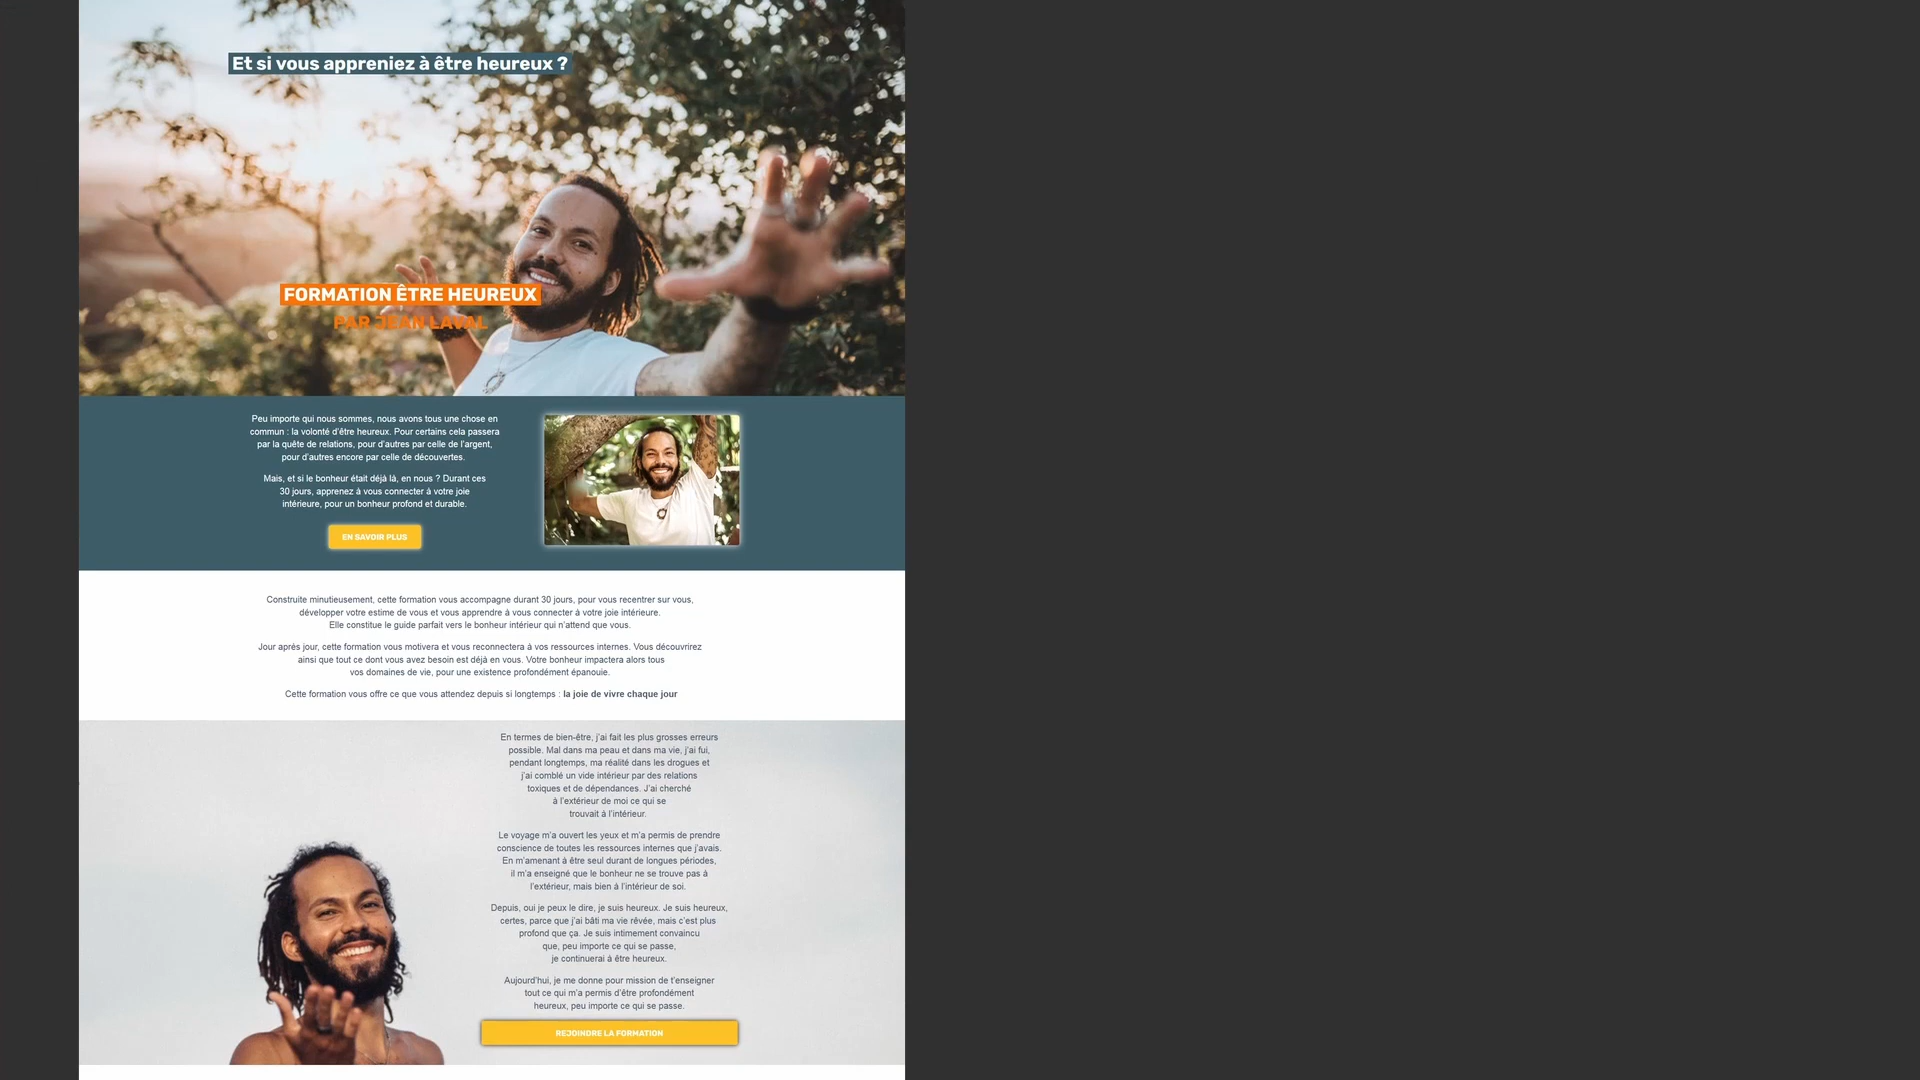 Et si vous appreniez à être heureux ?
FORMATION ÊTRE HEUREUX
PAR JEAN LAVAL
Peu importe qui nous sommes, nous avons tous une chose en
commun : la volonté d'être heureux. Pour certains cela passera
par la quête de relations, pour d'autres par celle de l'argent,
pour d'autres encore par celle de découvertes.
Mais, et si le bonheur était déjà là, en nous ? Durant ces
30 jours, apprenez à vous connecter à votre joie
intérieure, pour un bonheur profond et durable.
EN SAVOIR PLUS
Construite minutieusement, cette formation vous accompagne durant 30 jours, pour vous recentrer sur vous,
développer votre estime de vous et vous apprendre à vous connecter à votre joie intérieure.
Elle constitue le guide parfait vers le bonheur intérieur qui n'attend que vous.
Jour après jour, cette formation vous motivera et vous reconnectera à vos ressources internes. Vous découvrirez
ainsi que tout ce dont vous avez besoin est déjà en vous. Votre bonheur impactera alors tous
vos domaines de vie, pour une existence profondément épanouie.
Cette formation vous offre ce que vous attendez depuis si longtemps : la joie de vivre chaque jour
En termes de bien-être, j'ai fait les plus grosses erreurs
possible. Mal dans ma peau et dans ma vie, j'ai fui,
pendant longtemps, ma réalité dans les drogues et
j'ai comblé un vide intérieur par des relations
toxiques et de dépendances. J'ai cherché
à l'extérieur de moi ce qui se
trouvait à l'intérieur.
Le voyage m'a ouvert les yeux et m'a permis de prendre
conscience de toutes les ressources internes que j'avais.
En m'amenant à être seul durant de longues périodes,
il m'a enseigné que le bonheur ne se trouve pas à
l'extérieur, mais bien à l'intérieur de soi.
Depuis, oui je peux le dire, je suis heureux. Je suis heureux,
certes, parce que j'ai bâti ma vie rêvée, mais c'est plus
profond que ça. Je suis intimement convaincu
que, peu importe ce qui se passe,
je continuerai à être heureux.
Aujourd'hui, je me donne pour mission de t'enseigner
tout ce qui m'a permis d'être profondément
heureux, peu importe ce qui se passe.
REJOINDRE LA FORMATION